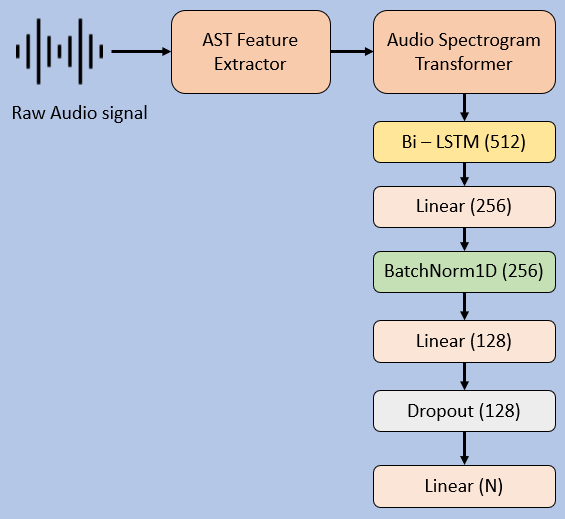 Raw Audio signal
AST Feature
Extractor
Audio Spectrogram
Transformer
Bi – LSTM (512)
Linear (256)
BatchNorm1D (256)
Linear (128)
Dropout (128)
Linear (N)